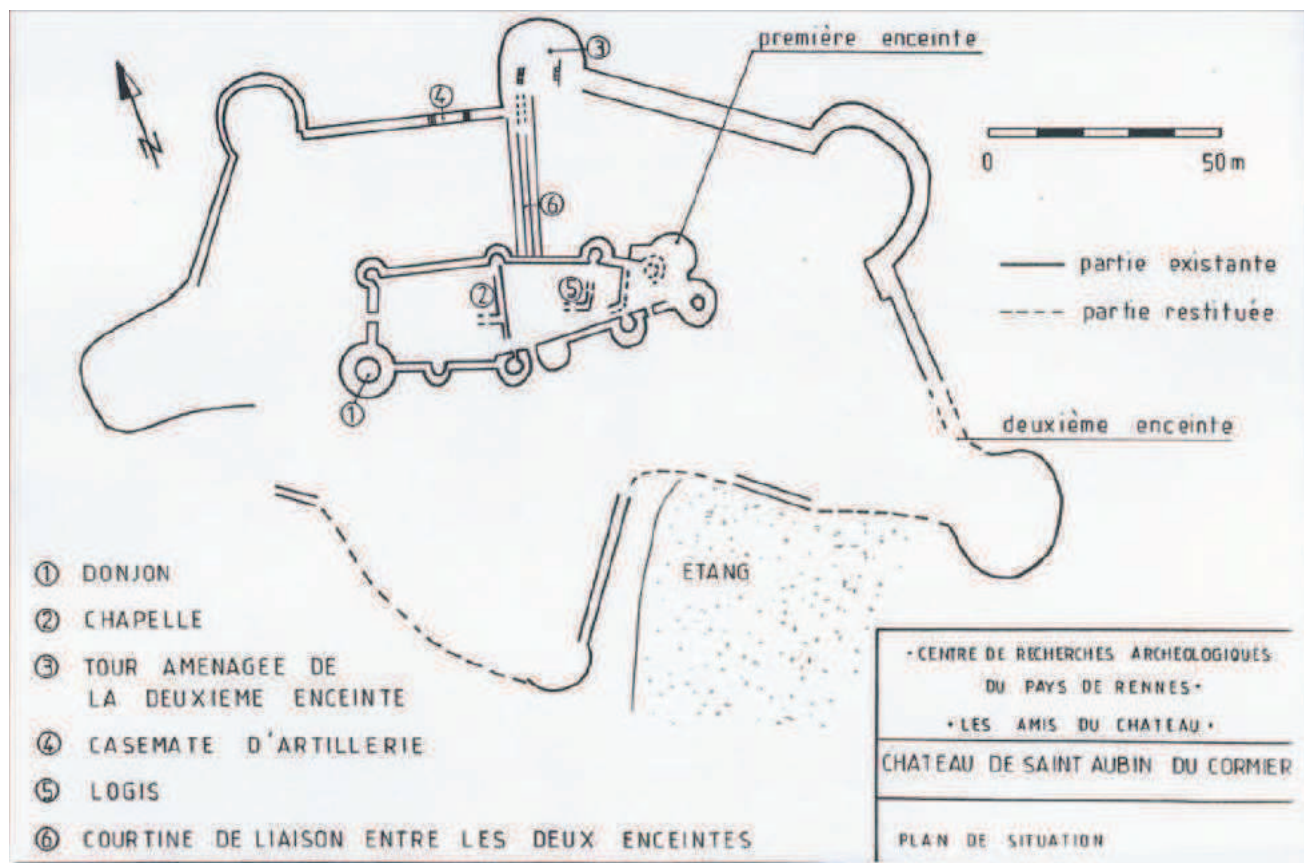 première enceinte
③
④
N
0 50 m
⑥
partie existante
②
⑤
partie restituée
①
deuxième enceinte
ETANG
① DONJON
② CHAPELLE
③ TOUR AMENAGEE DE
LA DEUXIEME ENCEINTE
④ CASEMATE D'ARTILLERIE
⑤ LOGIS
⑥ COURTINE DE LIAISON ENTRE LES DEUX ENCEINTES
• CENTRE DE RECHERCHES ARCHEOLOGIQUES
DU PAYS DE RENNES •
• LES AMIS DU CHATEAU •
CHATEAU DE SAINT AUBIN DU CORMIER
PLAN DE SITUATION